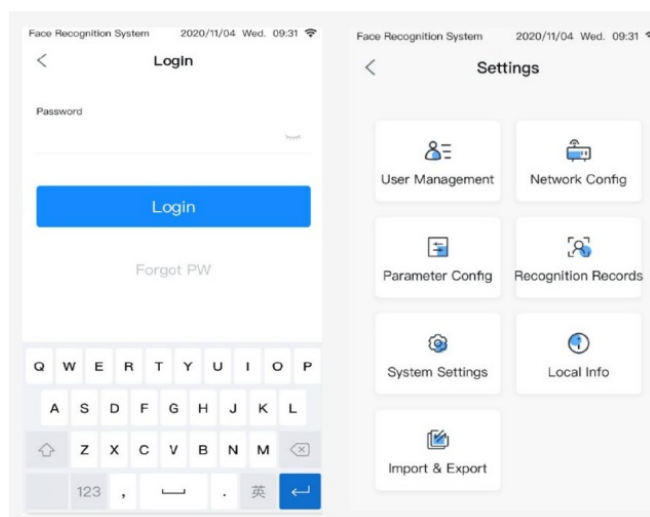 Face Recognition System 2020/11/04 Wed. 09:31
Login
Password
Login
Forgot PW
Q W E R T Y U I O P
A S D F G H J K L
Z X C V B N M
123 , . 英
Face Recognition System 2020/11/04 Wed. 09:31
Settings
User Management
Network Config
Parameter Config
Recognition Records
System Settings
Local Info
Import & Export